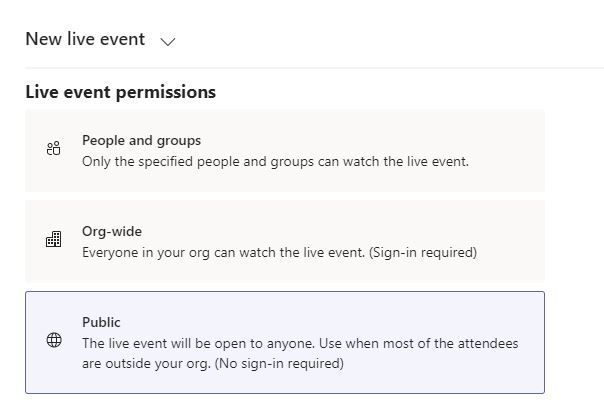 New live event
Live event permissions
People and groups
Only the specified people and groups can watch the live event.
Org-wide
Everyone in your org can watch the live event. (Sign-in required)
Public
The live event will be open to anyone. Use when most of the attendees
are outside your org. (No sign-in required)